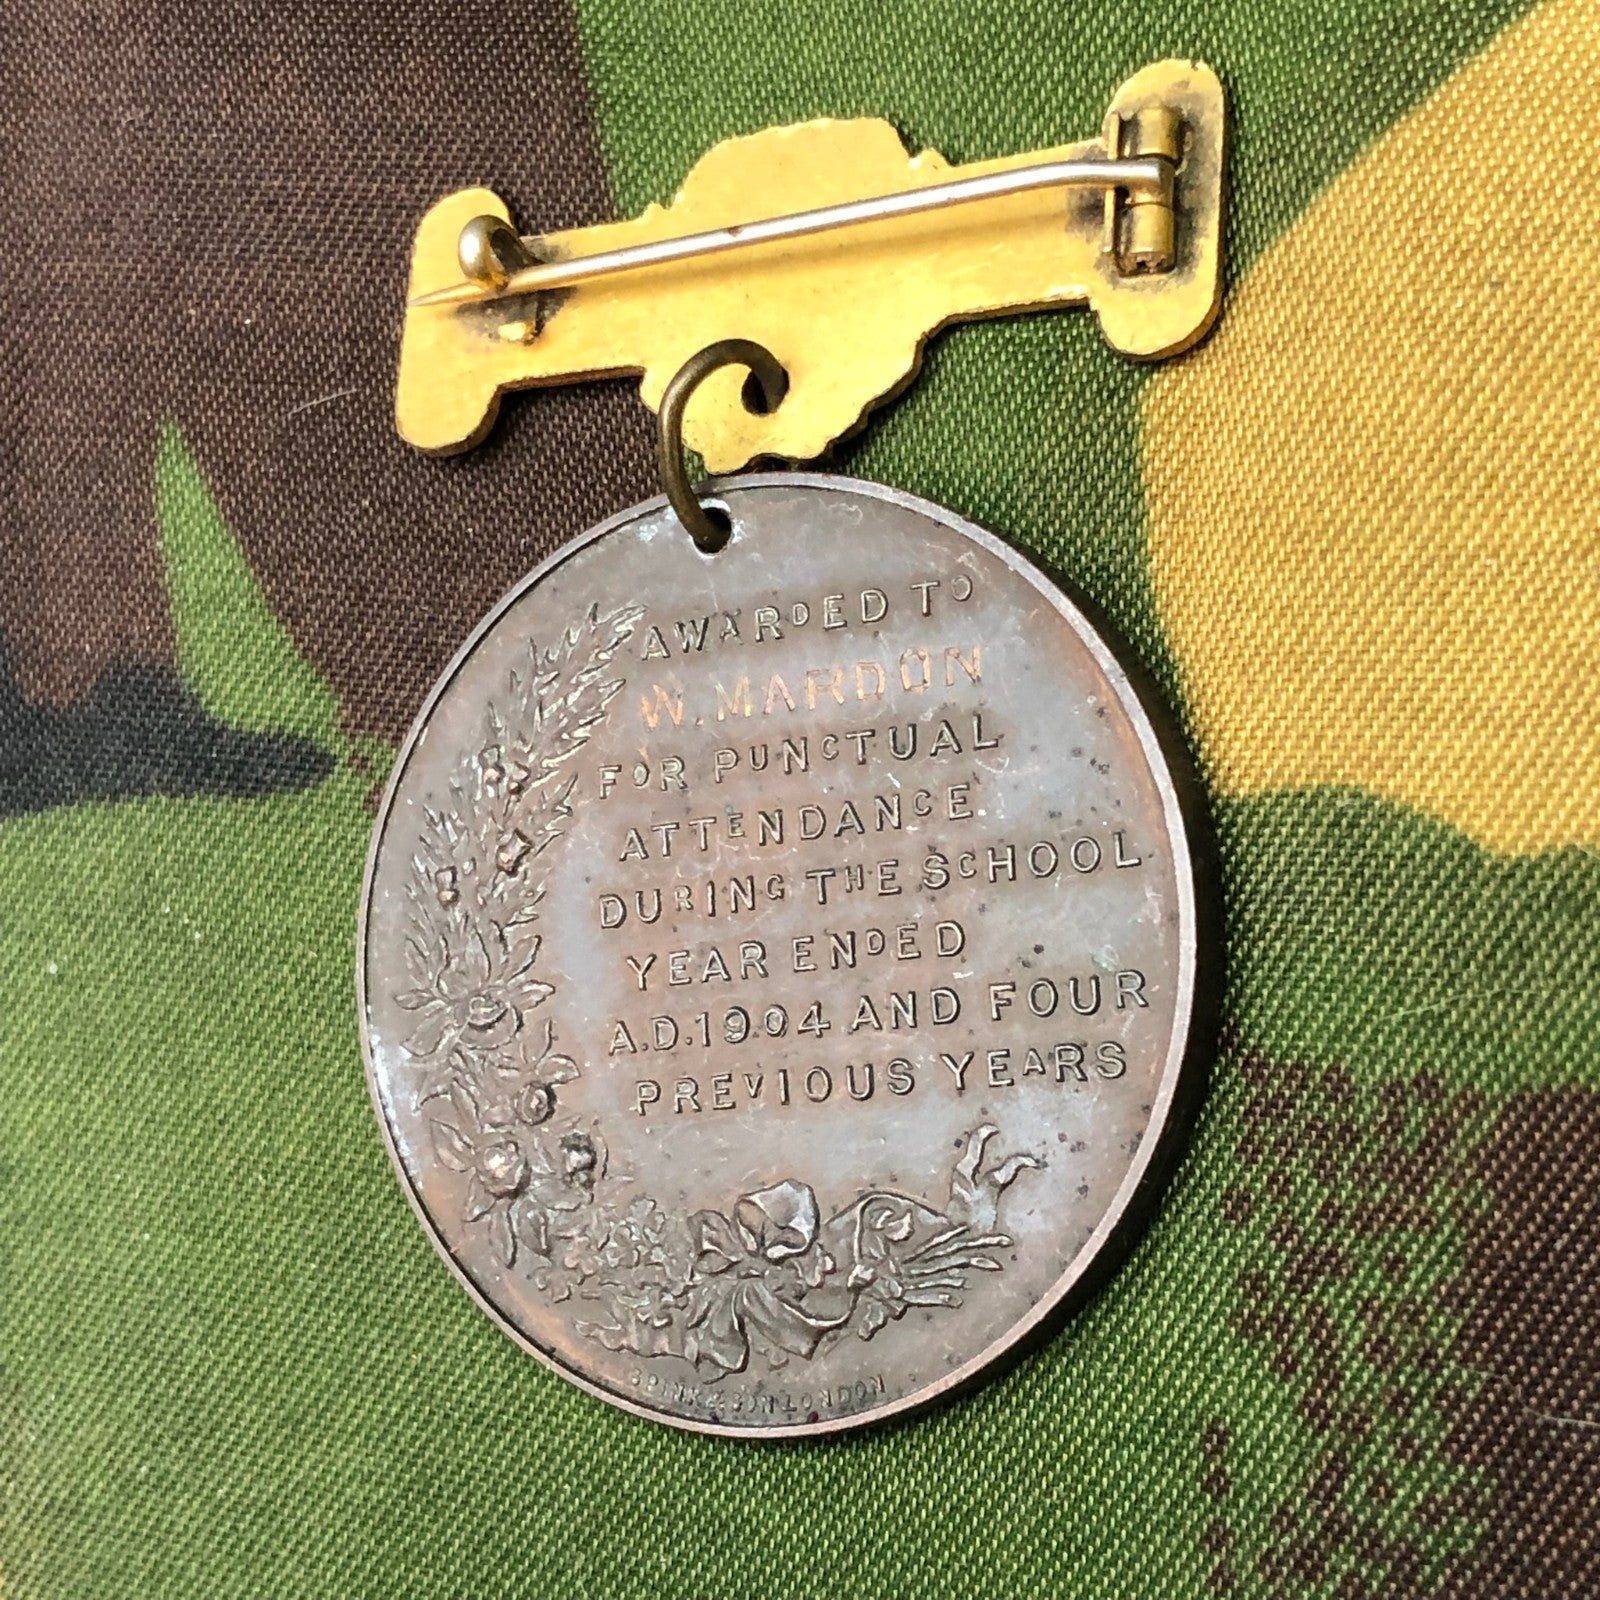 AWARDED TO
W. MARDON
FOR PUNCTUAL
ATTENDANCE
DURING THE SCHOOL
YEAR ENDED
A.D. 1904 AND FOUR
PREVIOUS YEARS
SPINK & SON LONDON